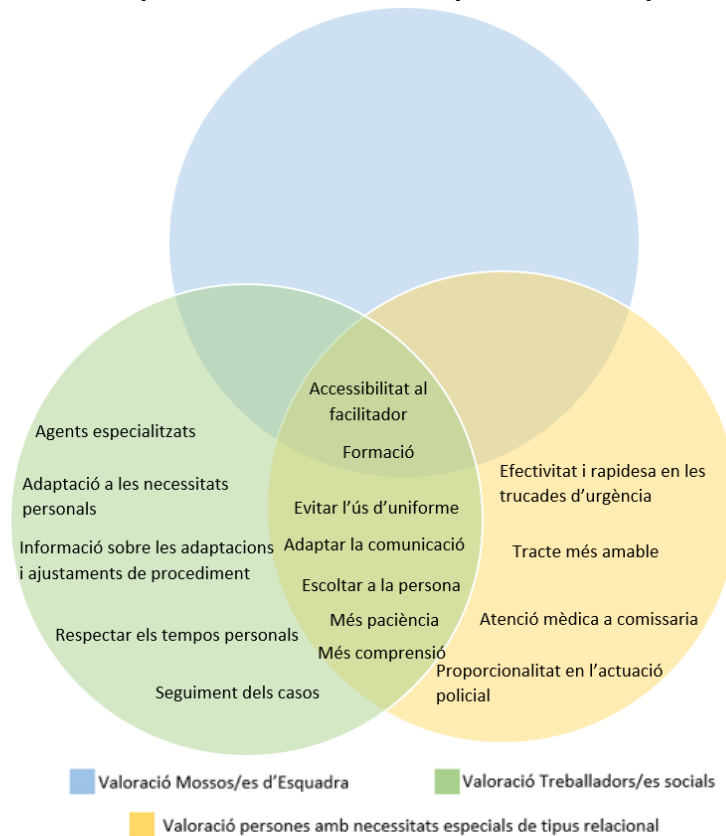 Accessibilitat al
facilitador
Formació
Agents especialitzats
Adaptació a les necessitats
personals
Informació sobre les adaptacions
i ajustaments de procediment
Respectar els tempos personals
Seguiment dels casos
Evitar l’ús d’uniforme
Adaptar la comunicació
Escoltar a la persona
Més paciència
Més comprensió
Efectivitat i rapidesa en les
trucades d’urgència
Tracte més amable
Atenció mèdica a comissaria
Proporcionalitat en l’actuació
policial
Valoració Mossos/es d’Esquadra
Valoració Treballadors/es socials
Valoració persones amb necessitats especials de tipus relacional